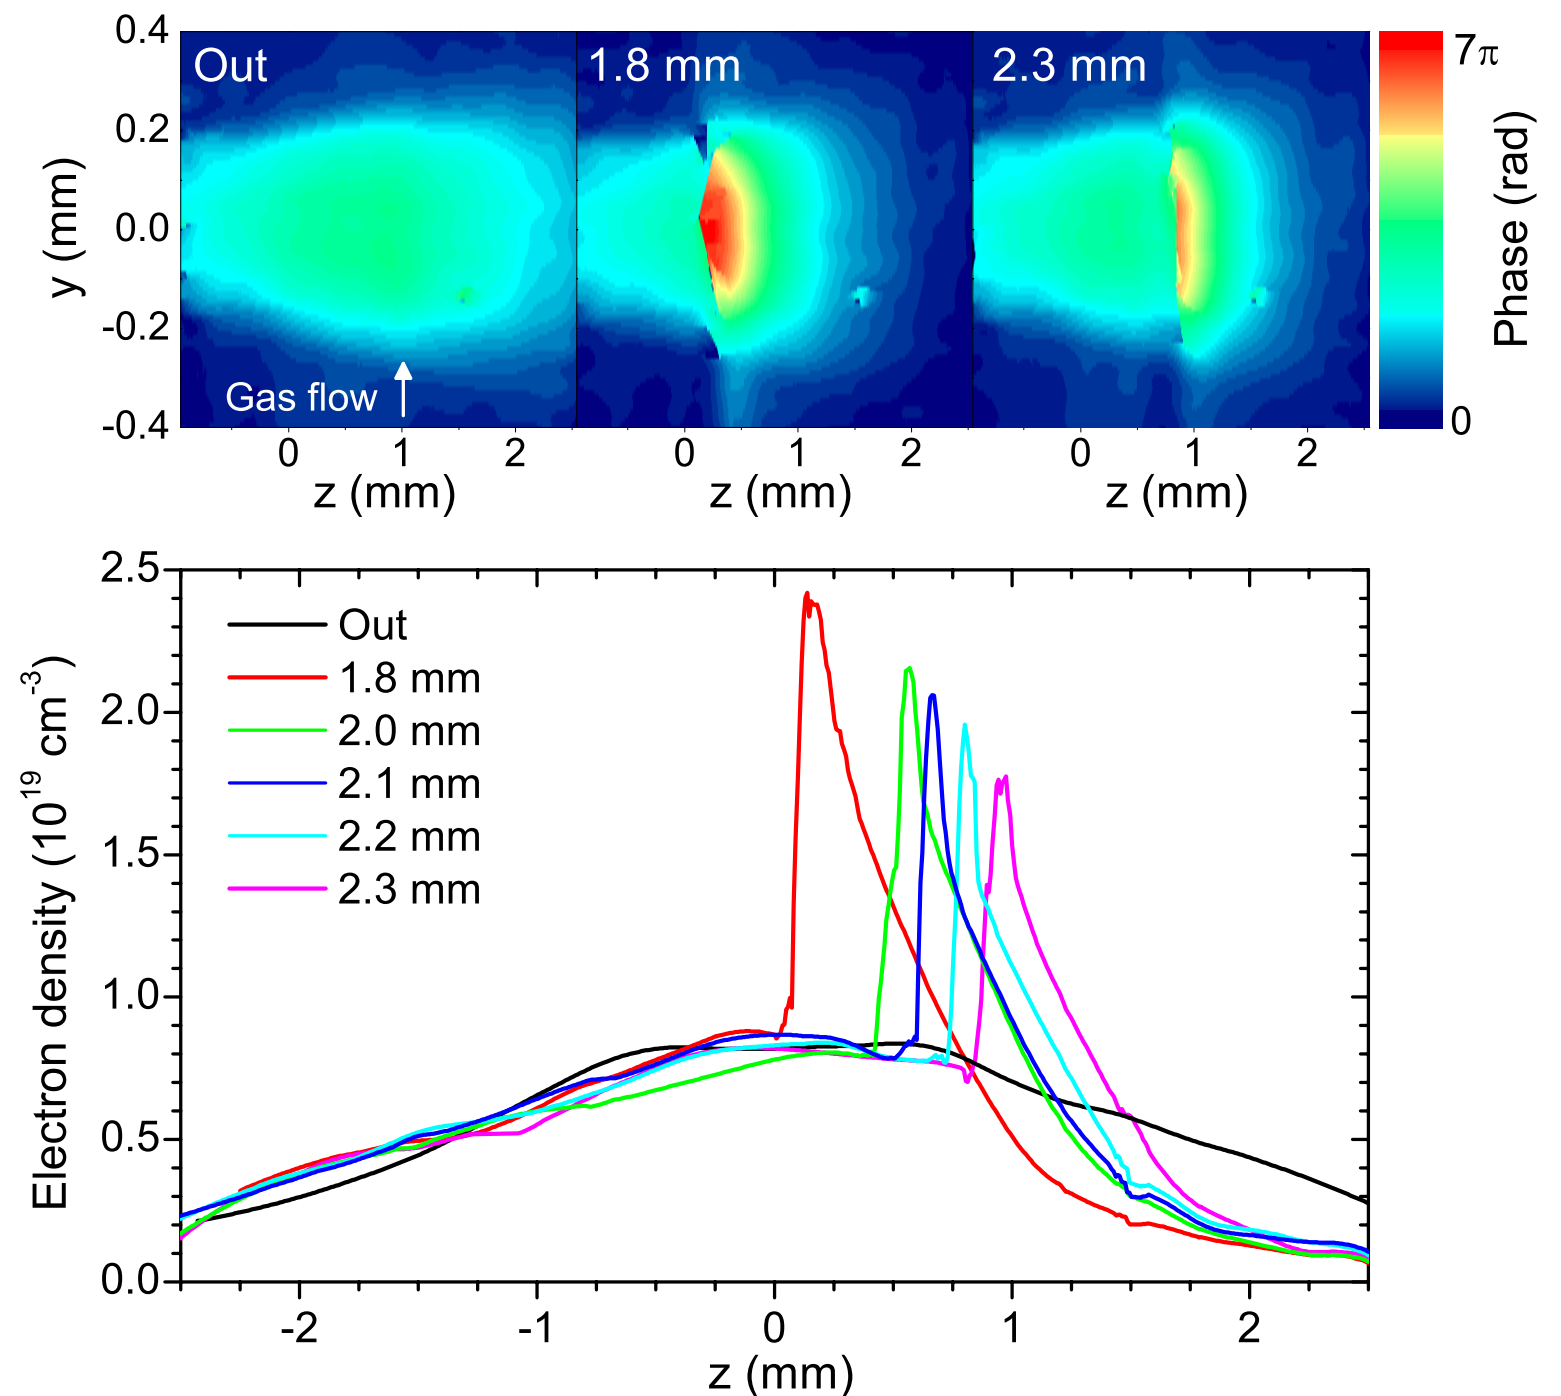 0.4
0.2
0.0
-0.2
-0.4
y (mm)
Out
1.8 mm
2.3 mm
Gas flow
7π
0
Phase (rad)
0 1 2
0 1 2
0 1 2
z (mm)
z (mm)
z (mm)
2.5
2.0
1.5
1.0
0.5
0.0
Electron density (10¹⁹ cm⁻³)
Out
1.8 mm
2.0 mm
2.1 mm
2.2 mm
2.3 mm
-2 -1 0 1 2
z (mm)